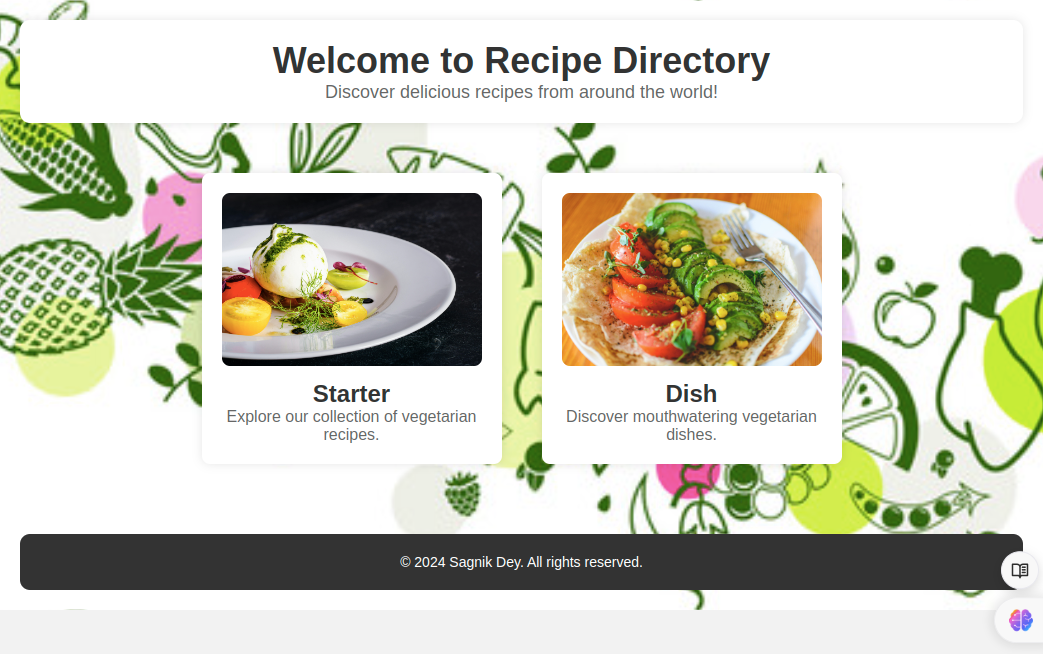 Welcome to Recipe Directory
Discover delicious recipes from around the world!
Starter
Explore our collection of vegetarian
recipes.
Dish
Discover mouthwatering vegetarian
dishes.
© 2024 Sagnik Dey. All rights reserved.